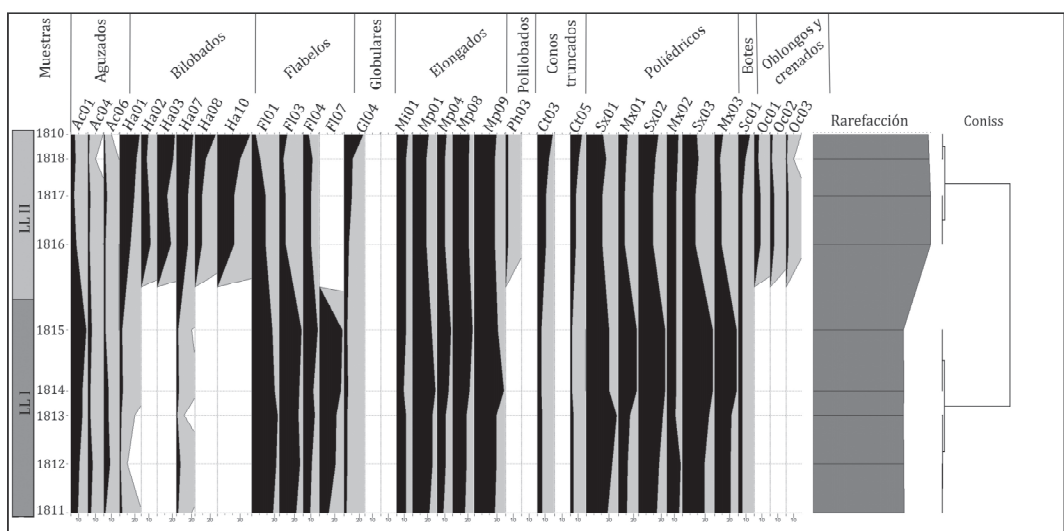 Muestras
Aguzados
Bilobados
Flabelos
Globulares
Elongados
Polilobados
Conos truncados
Poliédricos
Botes
Oblongos y crenados
Ac01 Ac04 Ac06 Ha01 Ha02 Ha03 Ha07 Ha08 Ha10 Fl01 Fl03 Fl04 Fl07 Gl04 Mi01 Mp01 Mp04 Mp08 Mp09 Ph03 Ct03 Ct05 Sx01 Mx01 Sx02 Mx02 Sx03 Mx03 Sc01 Oc01 Oc02 Oc03
Rarefacción
Coniss
LL II
LL I
1810
1818
1817
1816
1815
1814
1813
1812
1811